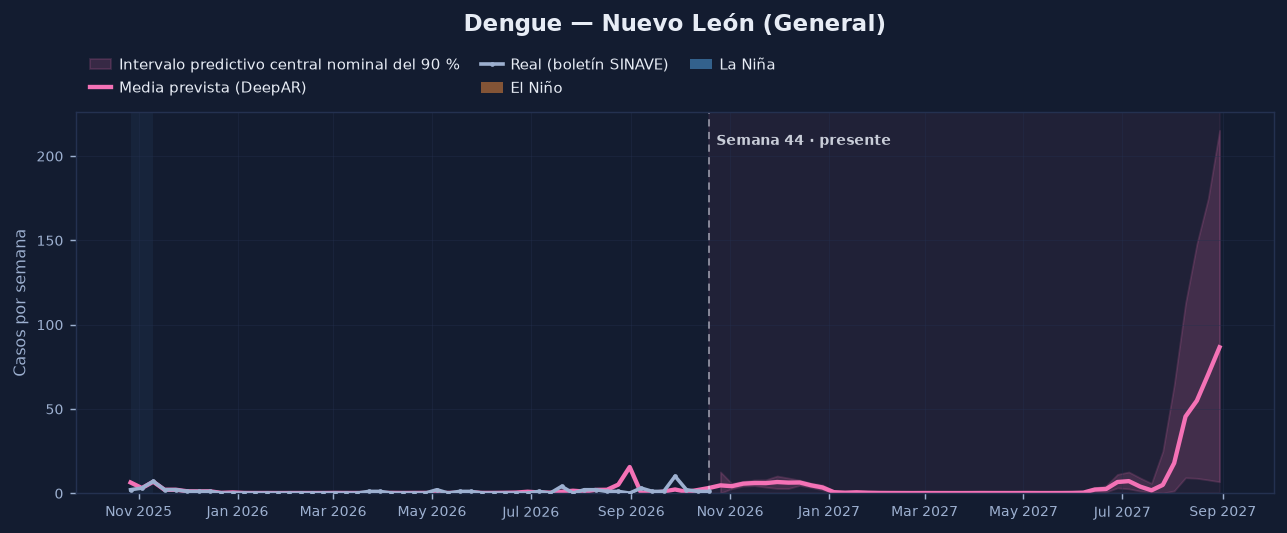 Dengue — Nuevo León (General)
Intervalo predictivo central nominal del 90 %
Real (boletín SINAVE)
La Niña
Media prevista (DeepAR)
El Niño
Semana 44 · presente
Casos por semana
200
150
100
50
0
Nov 2025
Jan 2026
Mar 2026
May 2026
Jul 2026
Sep 2026
Nov 2026
Jan 2027
Mar 2027
May 2027
Jul 2027
Sep 2027